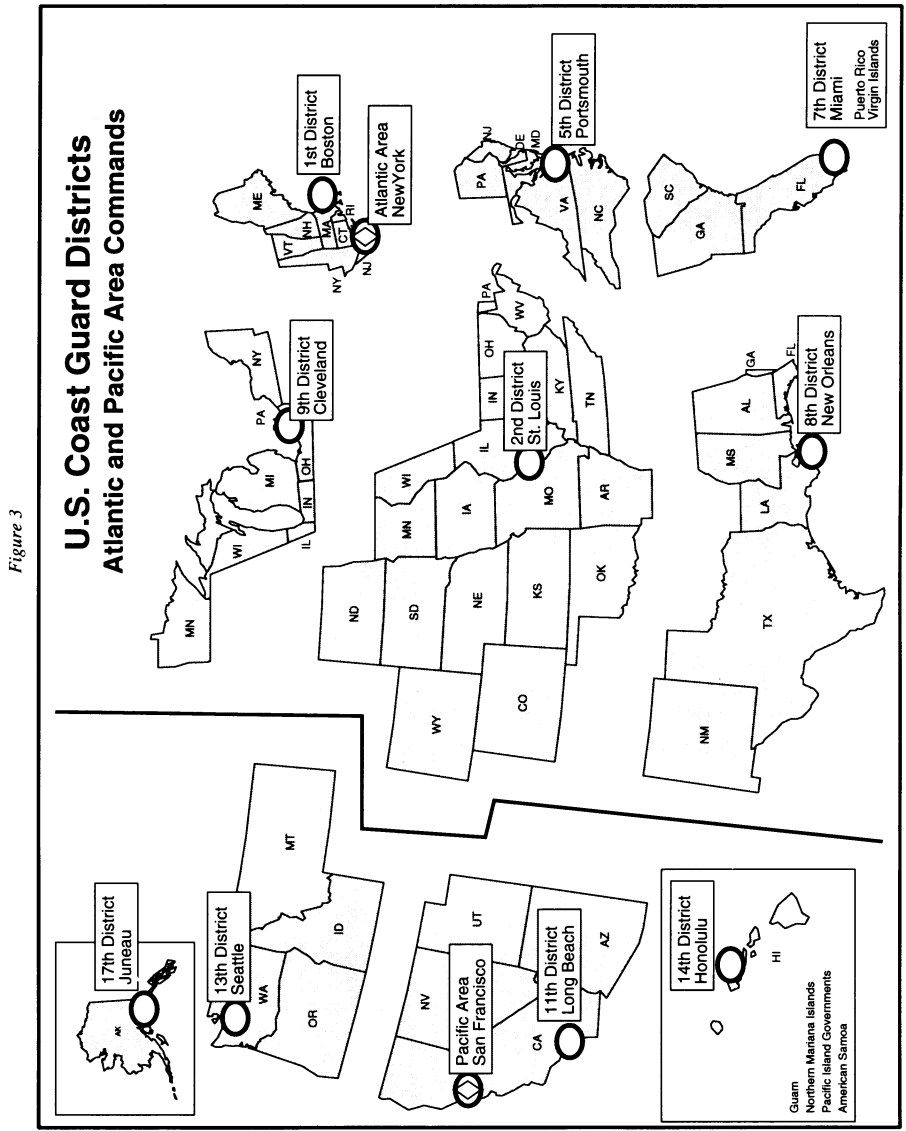 Figure 3
U.S. Coast Guard Districts
Atlantic and Pacific Area Commands
17th District
Juneau
AK
13th District
Seattle
WA
MT
ID
OR
Pacific Area
San Francisco
NV
UT
CA
AZ
11th District
Long Beach
14th District
Honolulu
HI
Guam
Northern Mariana Islands
Pacific Island Governments
American Samoa
MN
WI
MI
IL
IN
OH
PA
NY
9th District
Cleveland
ME
VT
NH
MA
CT
RI
NY
NJ
1st District
Boston
Atlantic Area
NewYork
ND
SD
NE
KS
OK
WY
CO
MN
WI
IA
IL
IN
OH
PA
WV
MO
KY
TN
AR
2nd District
St. Louis
PA
NJ
DE
MD
VA
NC
5th District
Portsmouth
NM
TX
LA
MS
AL
GA
FL
8th District
New Orleans
SC
GA
FL
7th District
Miami
Puerto Rico
Virgin Islands